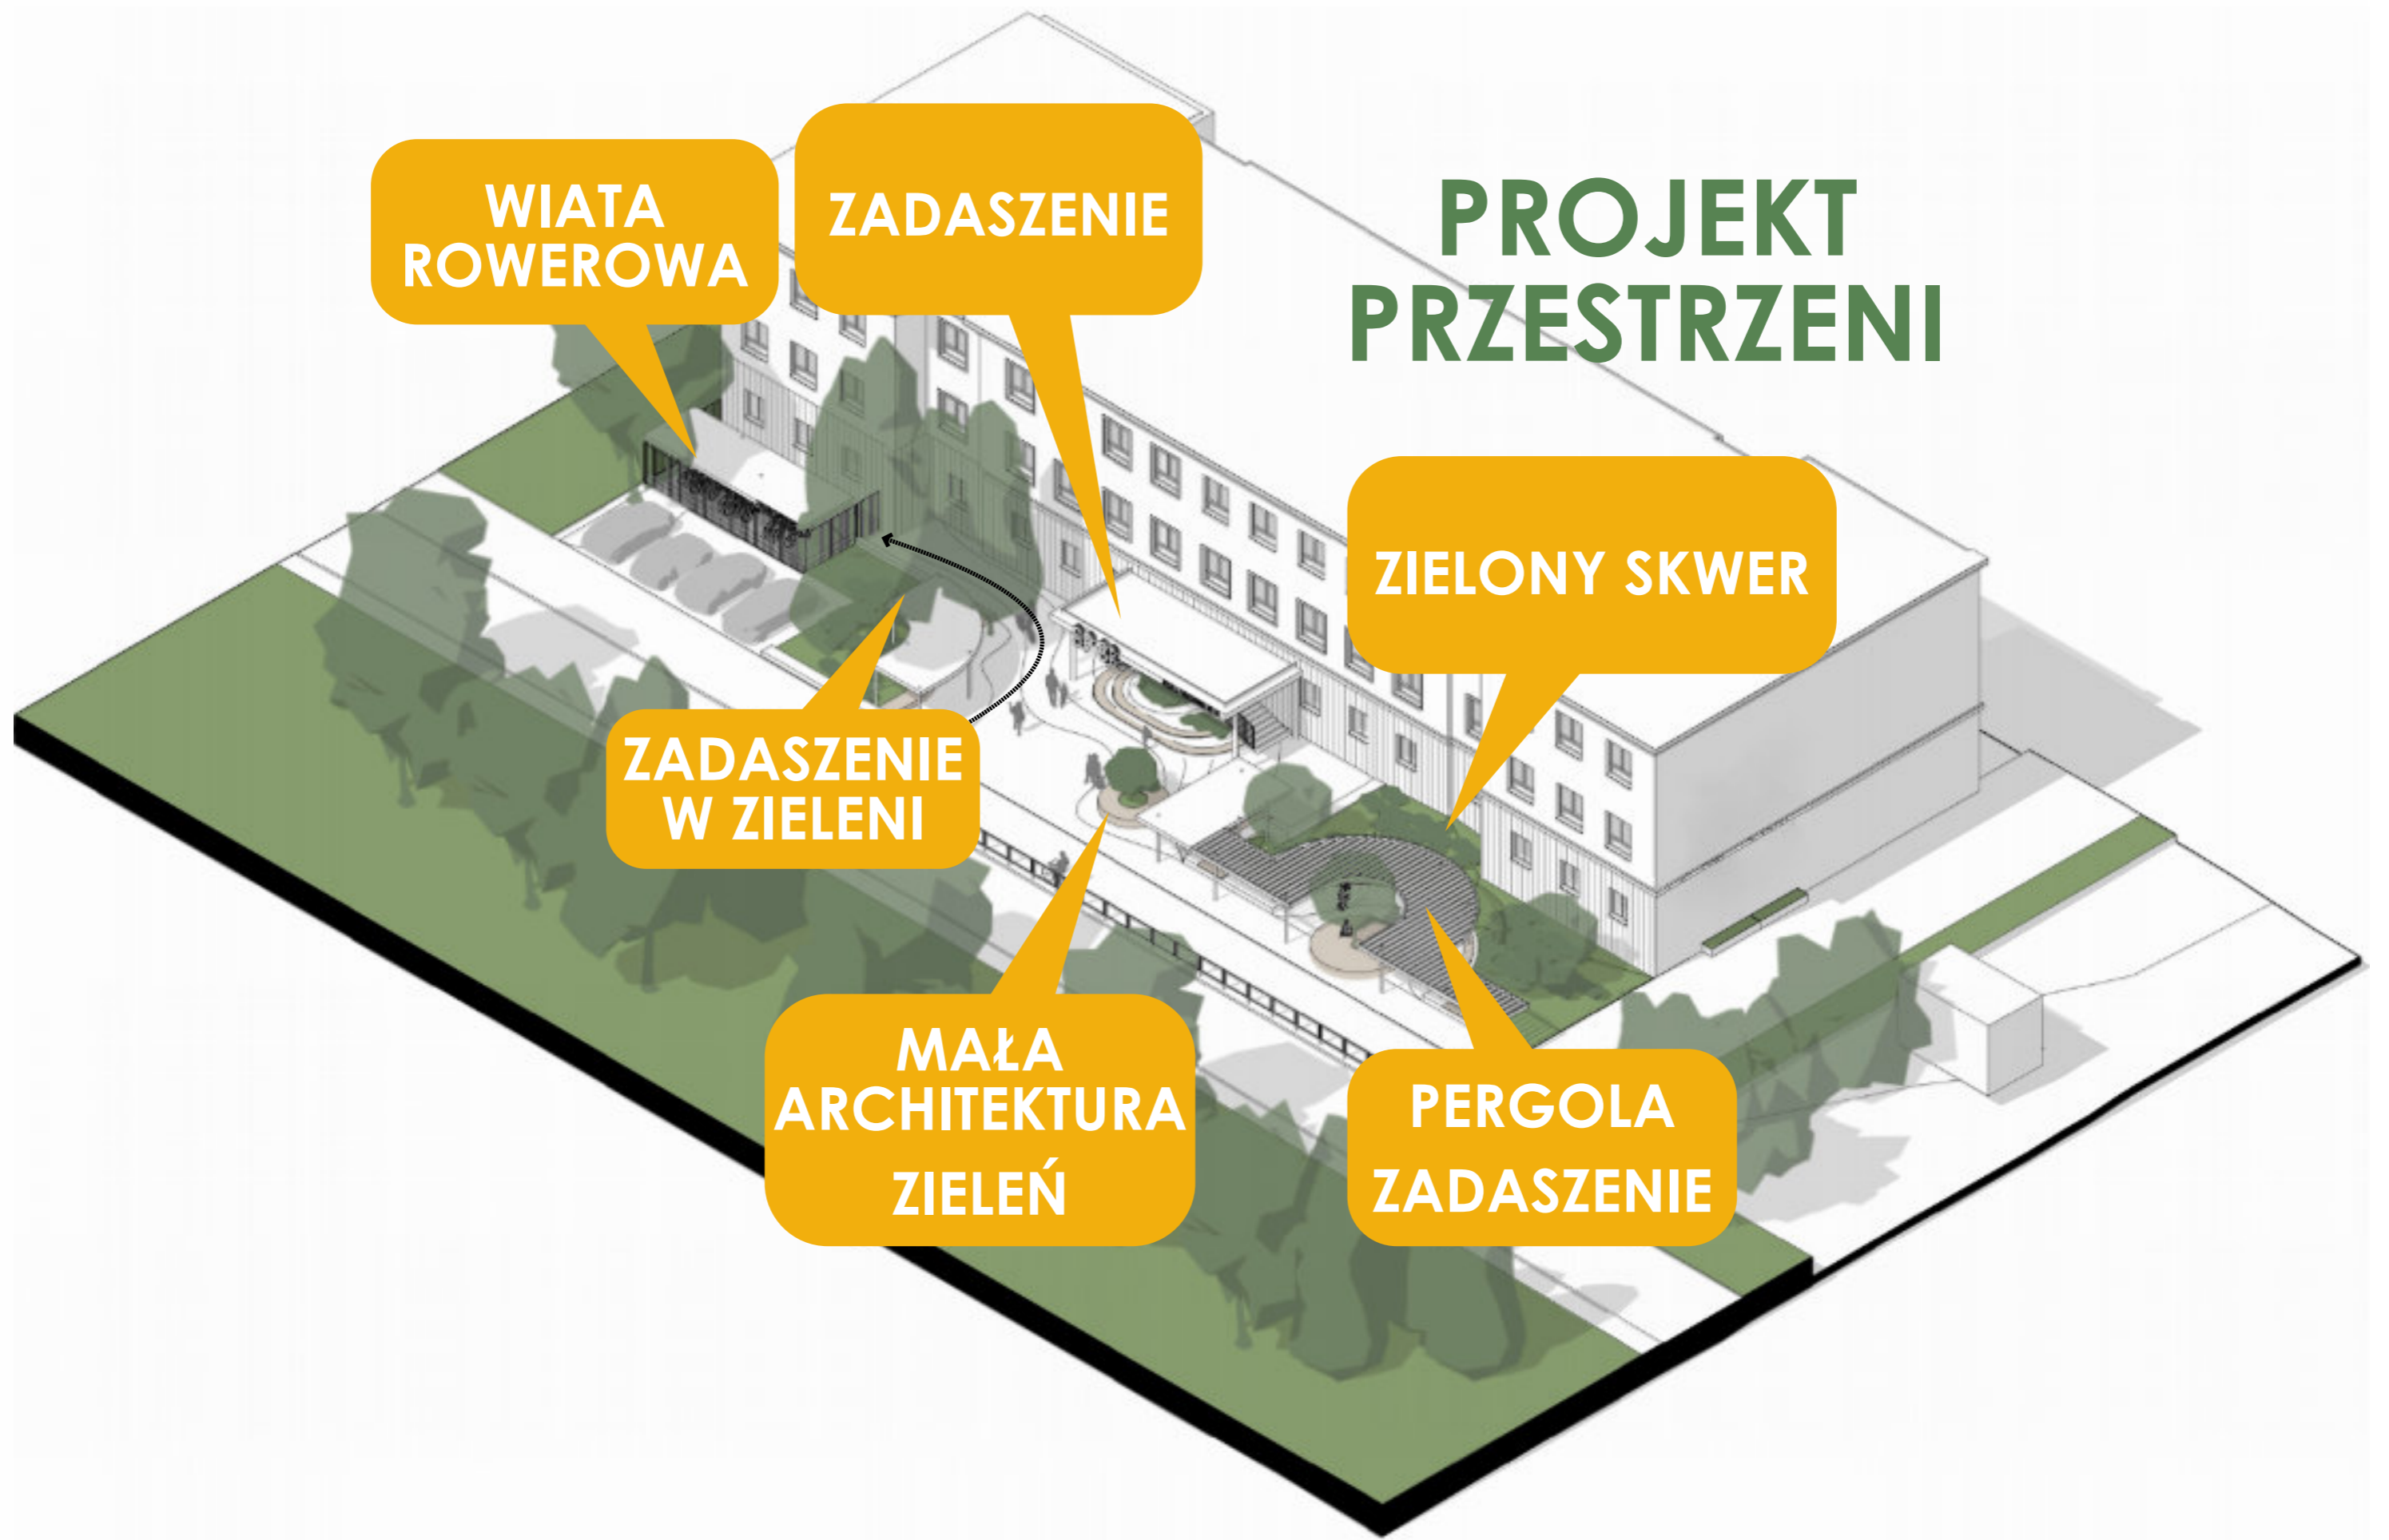 WIATA
ROWEROWA
ZADASZENIE
PROJEKT
PRZESTRZENI
ZIELONY SKWER
ZADASZENIE
W ZIELENI
MAŁA
ARCHITEKTURA
ZIELEŃ
PERGOLA
ZADASZENIE